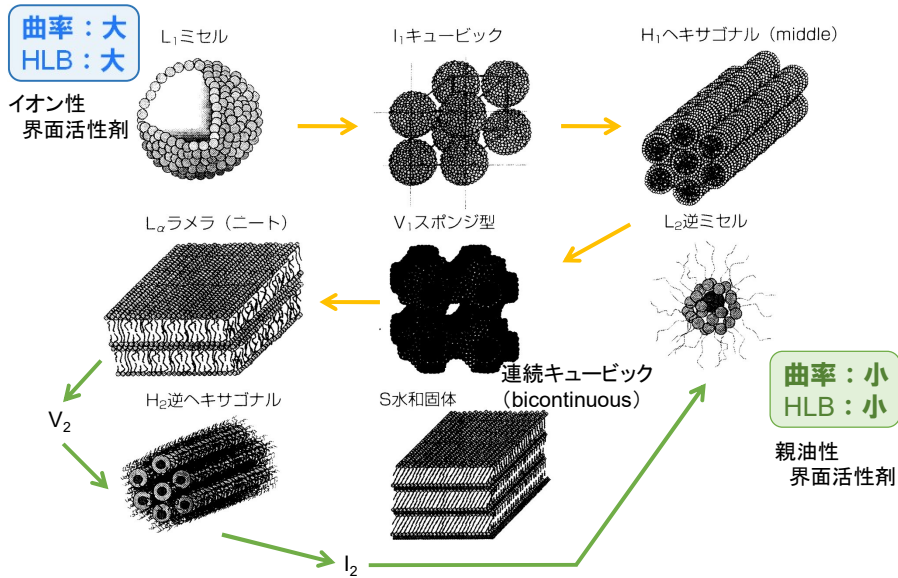 曲率：大
HLB：大
イオン性
界面活性剤
L₁ミセル
I₁キュービック
H₁ヘキサゴナル（middle）
Lαラメラ（ニート）
V₁スポンジ型
L₂逆ミセル
連続キュービック
（bicontinuous）
曲率：小
HLB：小
親油性
界面活性剤
V₂
H₂逆ヘキサゴナル
S水和固体
I₂